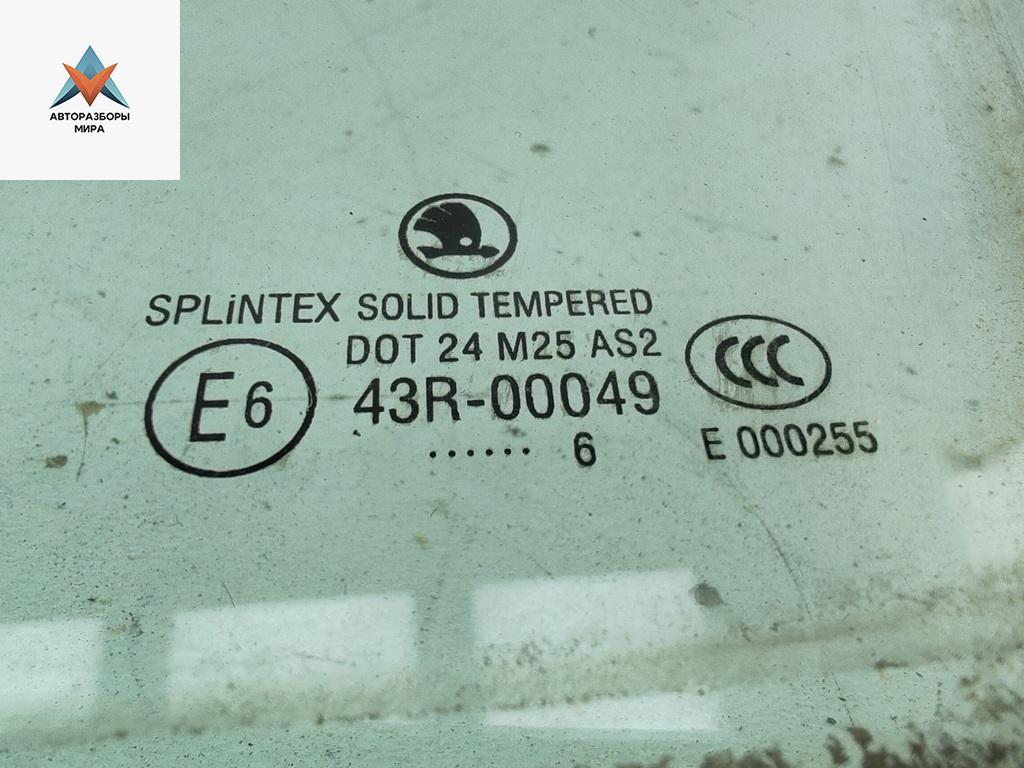 АВТОРАЗБОРЫ
МИРА
SPLiNTEX SOLID TEMPERED
DOT 24 M25 AS2
E6
43R-00049
CCC
...... 6
E 000255